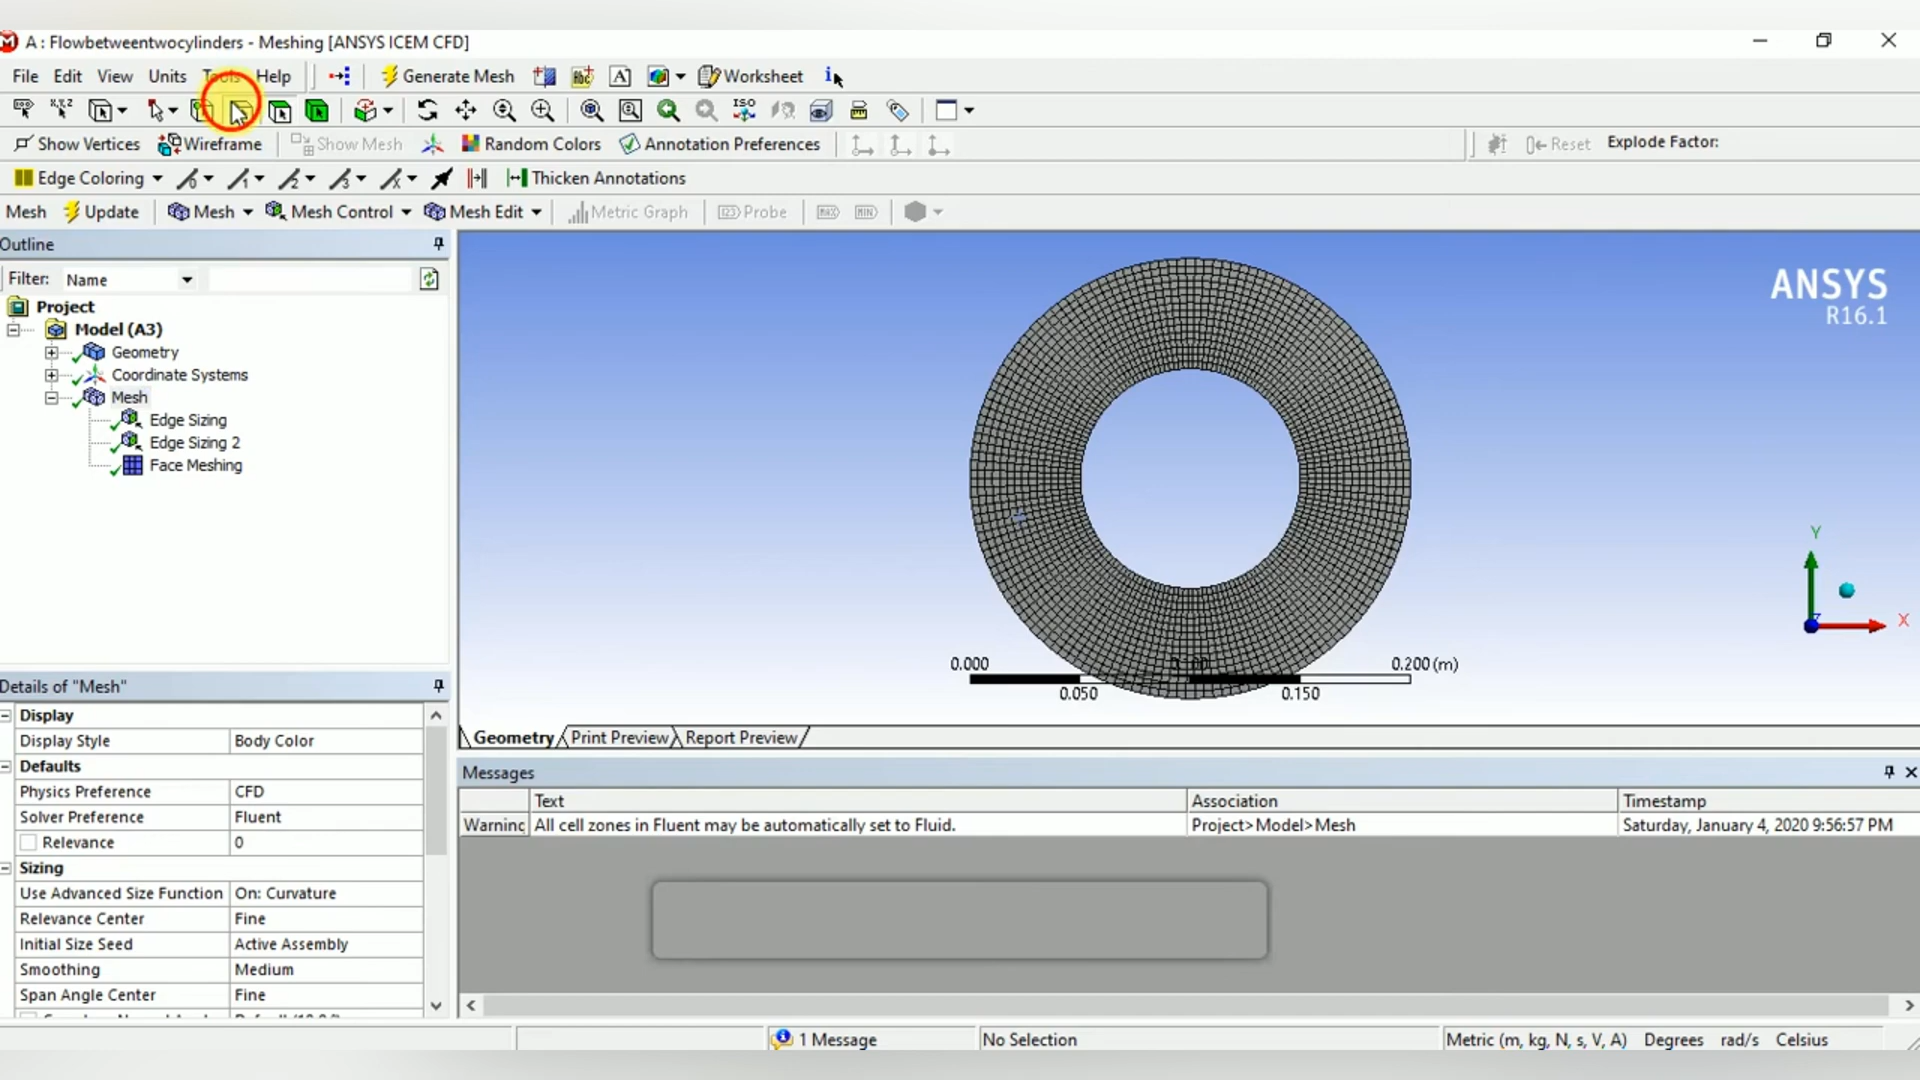 A : Flowbetweentwocylinders - Meshing [ANSYS ICEM CFD]
File Edit View Units Tools Help Generate Mesh Worksheet
Show Vertices Wireframe Show Mesh Random Colors Annotation Preferences Reset Explode Factor:
Edge Coloring Thicken Annotations
Mesh Update Mesh Mesh Control Mesh Edit Metric Graph Probe MAX MIN
Outline
Filter: Name
Project
Model (A3)
Geometry
Coordinate Systems
Mesh
Edge Sizing
Edge Sizing 2
Face Meshing
ANSYS
R16.1
Y
X
0.000 0.100 0.200 (m)
0.050 0.150
Details of "Mesh"
Display
Display Style Body Color
Defaults
Physics Preference CFD
Solver Preference Fluent
Relevance 0
Sizing
Use Advanced Size Function On: Curvature
Relevance Center Fine
Initial Size Seed Active Assembly
Smoothing Medium
Span Angle Center Fine
Geometry Print Preview Report Preview
Messages
Text Association Timestamp
Warning All cell zones in Fluent may be automatically set to Fluid. Project>Model>Mesh Saturday, January 4, 2020 9:56:57 PM
1 Message No Selection Metric (m, kg, N, s, V, A) Degrees rad/s Celsius